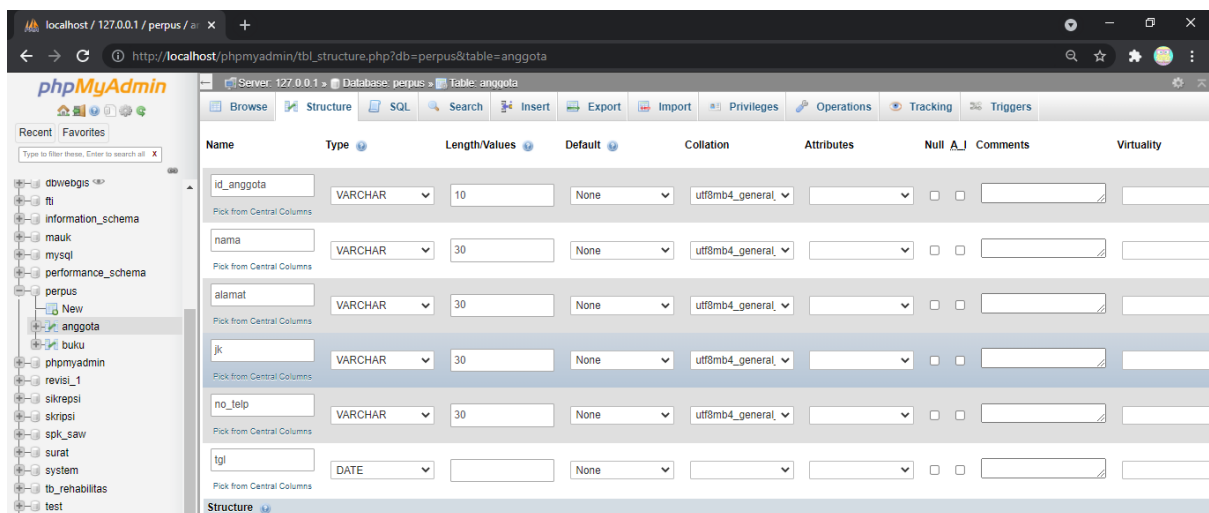 localhost / 127.0.0.1 / perpus / a
http://localhost/phpmyadmin/tbl_structure.php?db=perpus&table=anggota
phpMyAdmin
Recent Favorites
Type to filter these, Enter to search all X
dbwebgis
fti
information_schema
mauk
mysql
performance_schema
perpus
New
anggota
buku
phpmyadmin
revisi_1
sikrepsi
skripsi
spk_saw
surat
system
tb_rehabilitas
test
Server: 127.0.0.1 » Database: perpus » Table: anggota
Browse Structure SQL Search Insert Export Import Privileges Operations Tracking Triggers
Name Type Length/Values Default Collation Attributes Null A_I Comments Virtuality
id_anggota VARCHAR 10 None utf8mb4_general_
Pick from Central Columns
nama VARCHAR 30 None utf8mb4_general_
Pick from Central Columns
alamat VARCHAR 30 None utf8mb4_general_
Pick from Central Columns
jk VARCHAR 30 None utf8mb4_general_
Pick from Central Columns
no_telp VARCHAR 30 None utf8mb4_general_
Pick from Central Columns
tgl DATE None
Pick from Central Columns
Structure